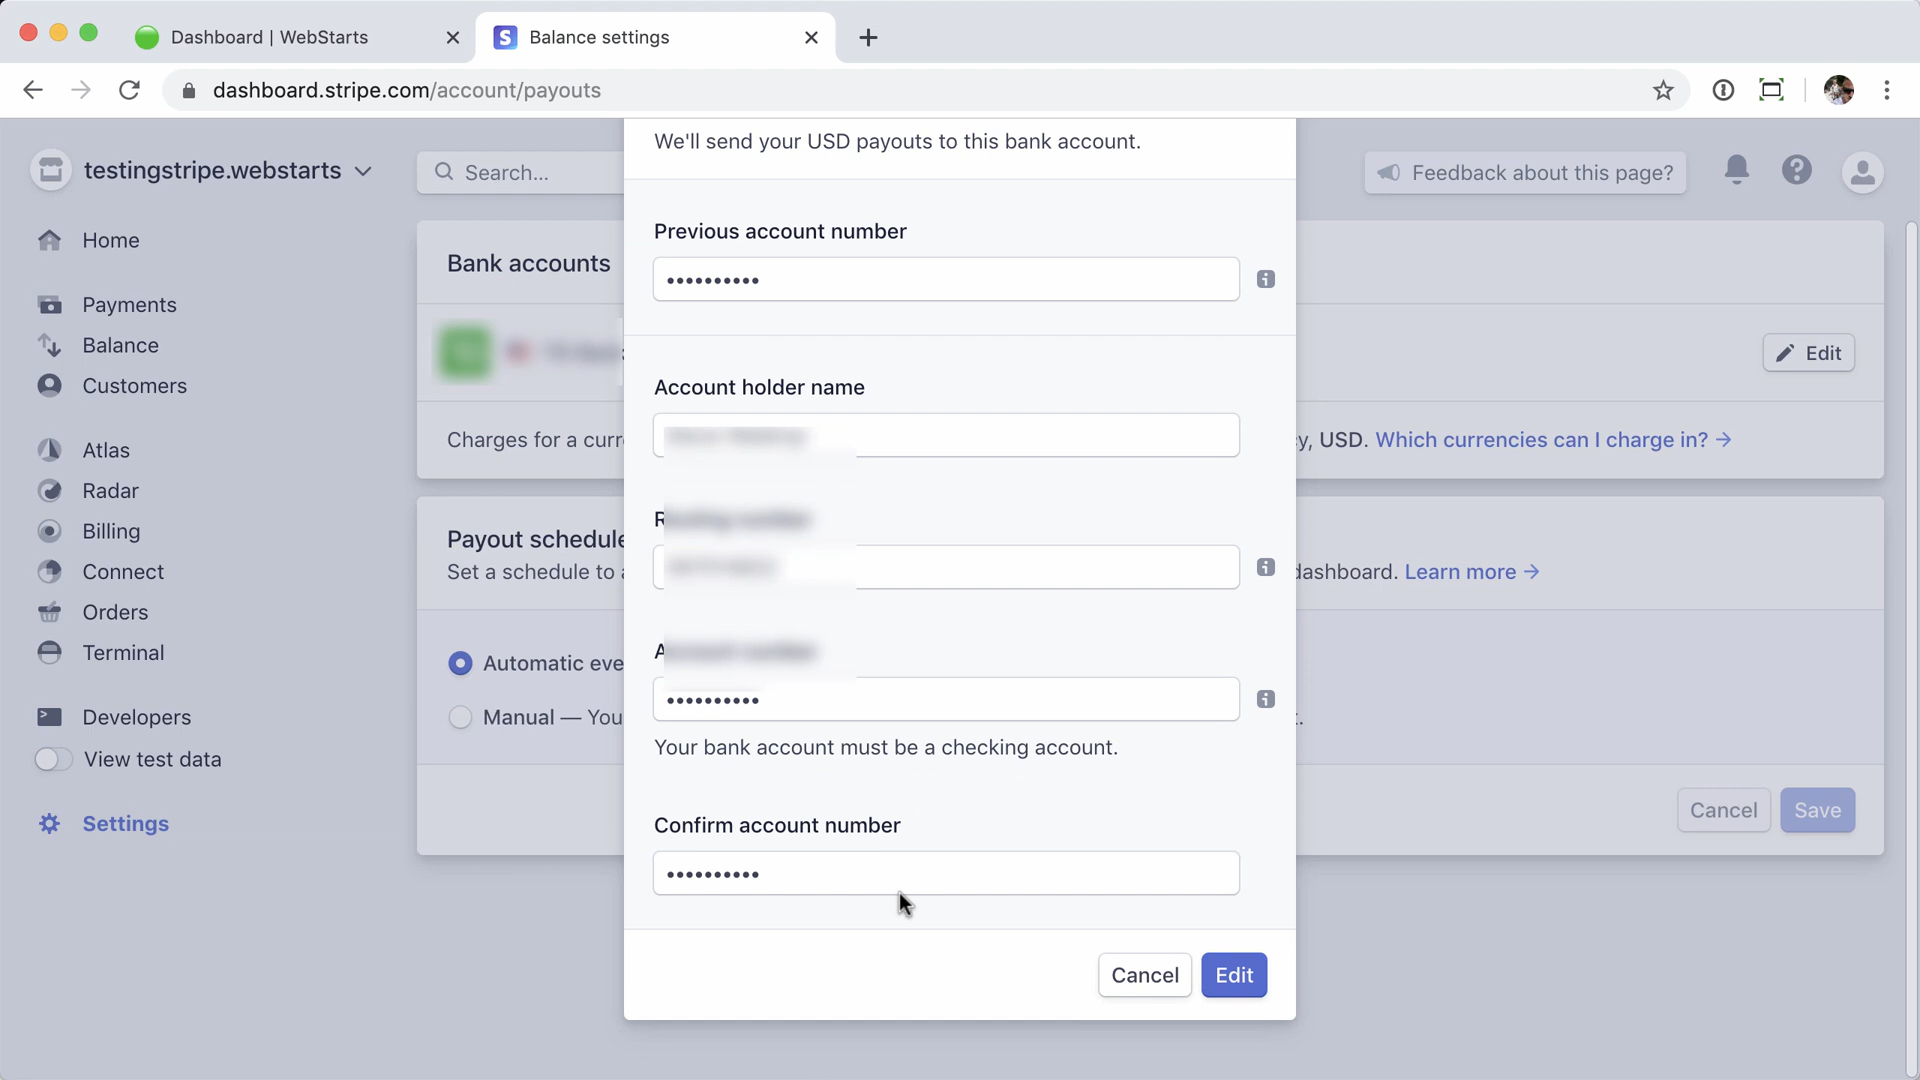 Dashboard | WebStarts
S
Balance settings
dashboard.stripe.com/account/payouts
testingstripe.webstarts
Search...
Feedback about this page?
Home
Payments
Balance
Customers
Atlas
Radar
Billing
Connect
Orders
Terminal
Developers
View test data
Settings
Bank accounts
Edit
Charges for a curr
y, USD. Which currencies can I charge in? →
Payout schedule
Set a schedule to
dashboard. Learn more →
Automatic eve
Manual — You
Cancel
Save
We'll send your USD payouts to this bank account.
Previous account number
••••••••••
Account holder name
••••••••••
Your bank account must be a checking account.
Confirm account number
••••••••••
Cancel
Edit